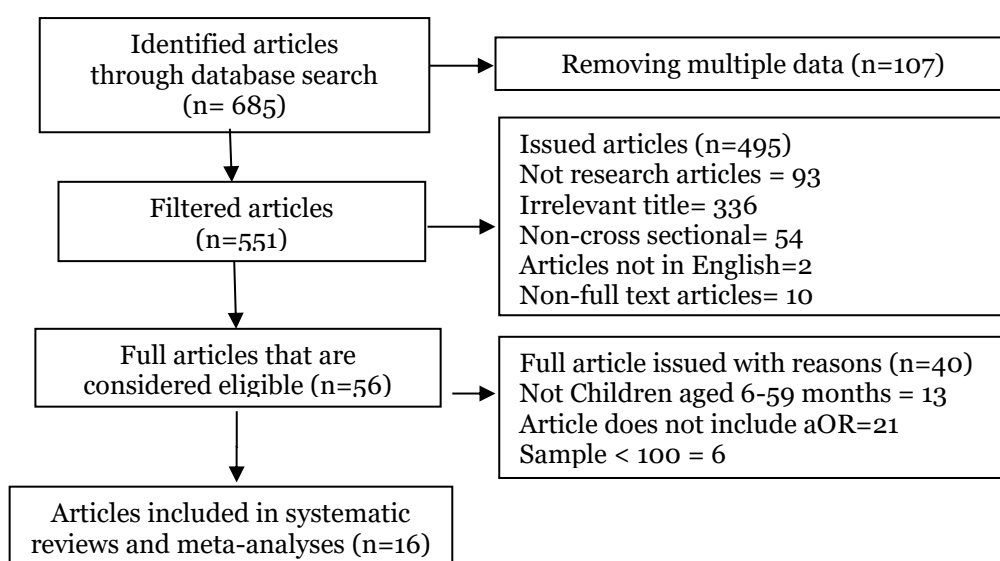 Identified articles
through database search
(n= 685)
Removing multiple data (n=107)
Filtered articles
(n=551)
Issued articles (n=495)
Not research articles = 93
Irrelevant title= 336
Non-cross sectional= 54
Articles not in English=2
Non-full text articles= 10
Full articles that are
considered eligible (n=56)
Full article issued with reasons (n=40)
Not Children aged 6-59 months = 13
Article does not include aOR=21
Sample < 100 = 6
Articles included in systematic
reviews and meta-analyses (n=16)